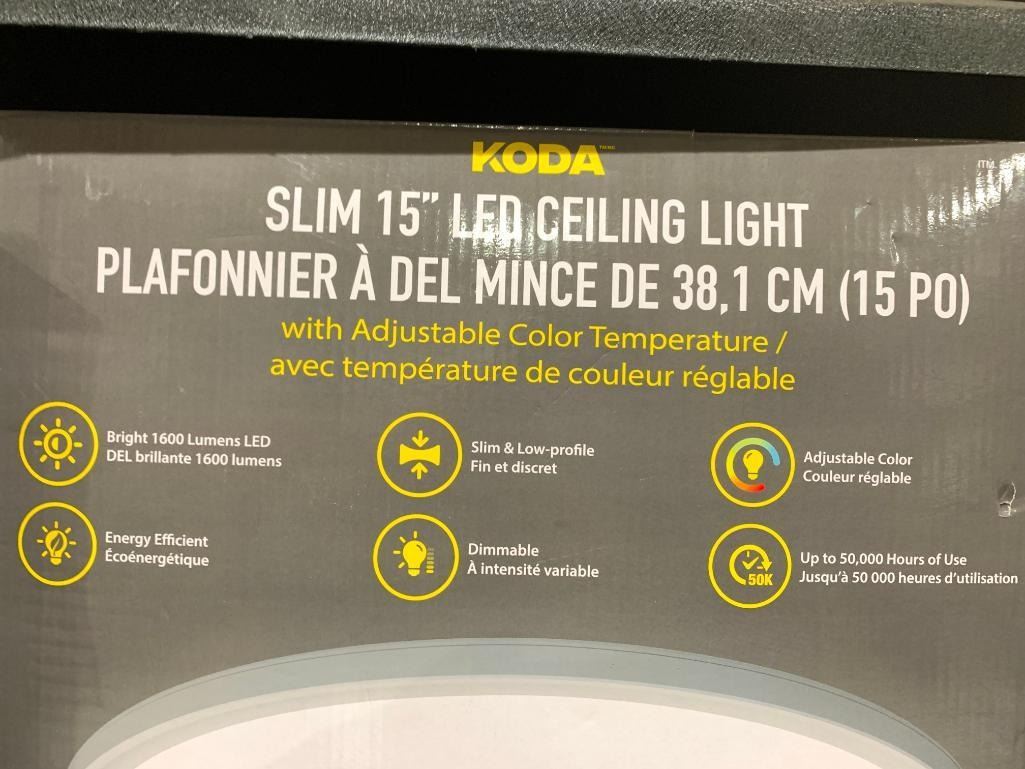 KODA
ITM.
SLIM 15” LED CEILING LIGHT
PLAFONNIER À DEL MINCE DE 38,1 CM (15 PO)
with Adjustable Color Temperature /
avec température de couleur réglable
Bright 1600 Lumens LED
DEL brillante 1600 lumens
Slim & Low-profile
Fin et discret
Adjustable Color
Couleur réglable
Energy Efficient
Écoénergétique
Dimmable
À intensité variable
50K
Up to 50,000 Hours of Use
Jusqu’à 50 000 heures d’utilisation